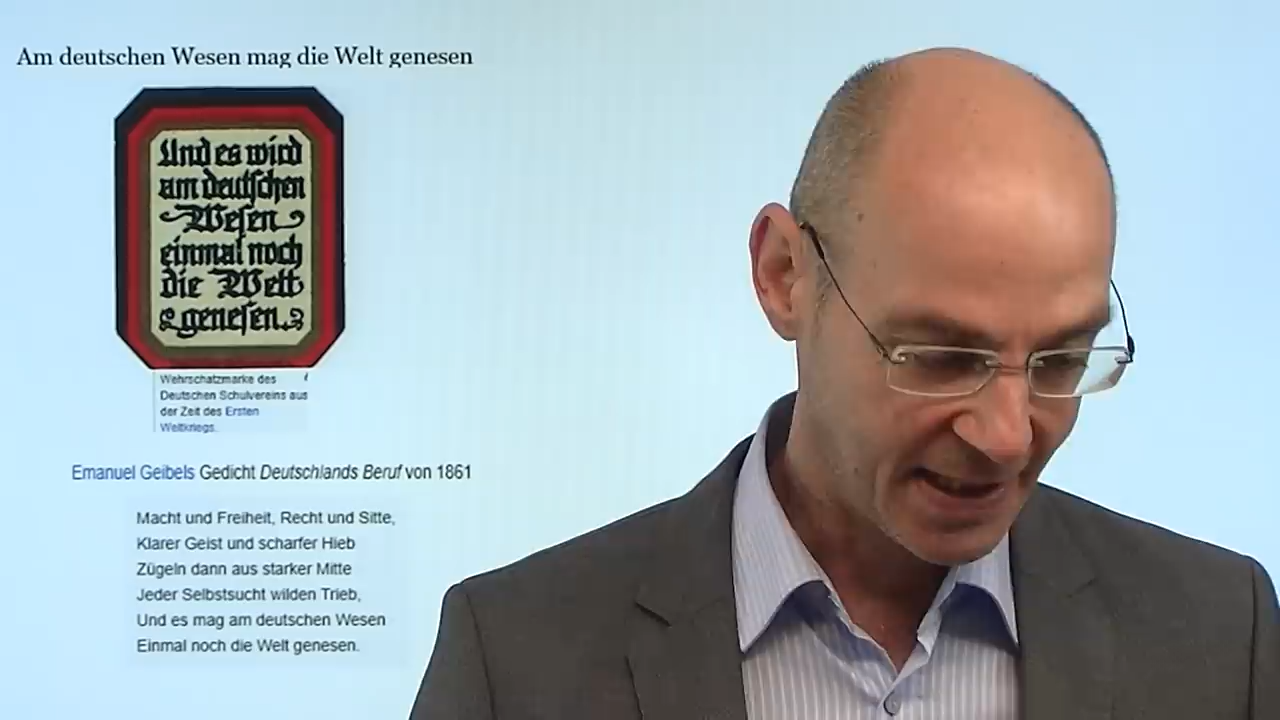 Am deutschen Wesen mag die Welt genesen
Und es wird
am deutschen
Wesen
einmal noch
die Welt
genesen.
Wehrschatzmarke des
Deutschen Schulvereins aus
der Zeit des Ersten
Weltkriegs.
Emanuel Geibels Gedicht Deutschlands Beruf von 1861
Macht und Freiheit, Recht und Sitte,
Klarer Geist und scharfer Hieb
Zügeln dann aus starker Mitte
Jeder Selbstsucht wilden Trieb,
Und es mag am deutschen Wesen
Einmal noch die Welt genesen.